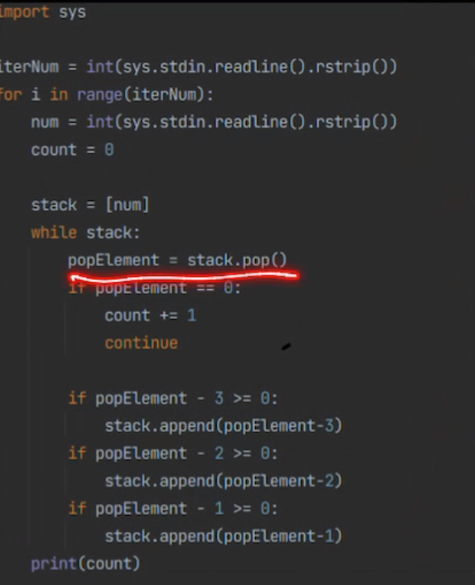 import sys
iterNum = int(sys.stdin.readline().rstrip())
for i in range(iterNum):
num = int(sys.stdin.readline().rstrip())
count = 0
stack = [num]
while stack:
popElement = stack.pop()
if popElement == 0:
count += 1
continue
if popElement - 3 >= 0:
stack.append(popElement-3)
if popElement - 2 >= 0:
stack.append(popElement-2)
if popElement - 1 >= 0:
stack.append(popElement-1)
print(count)